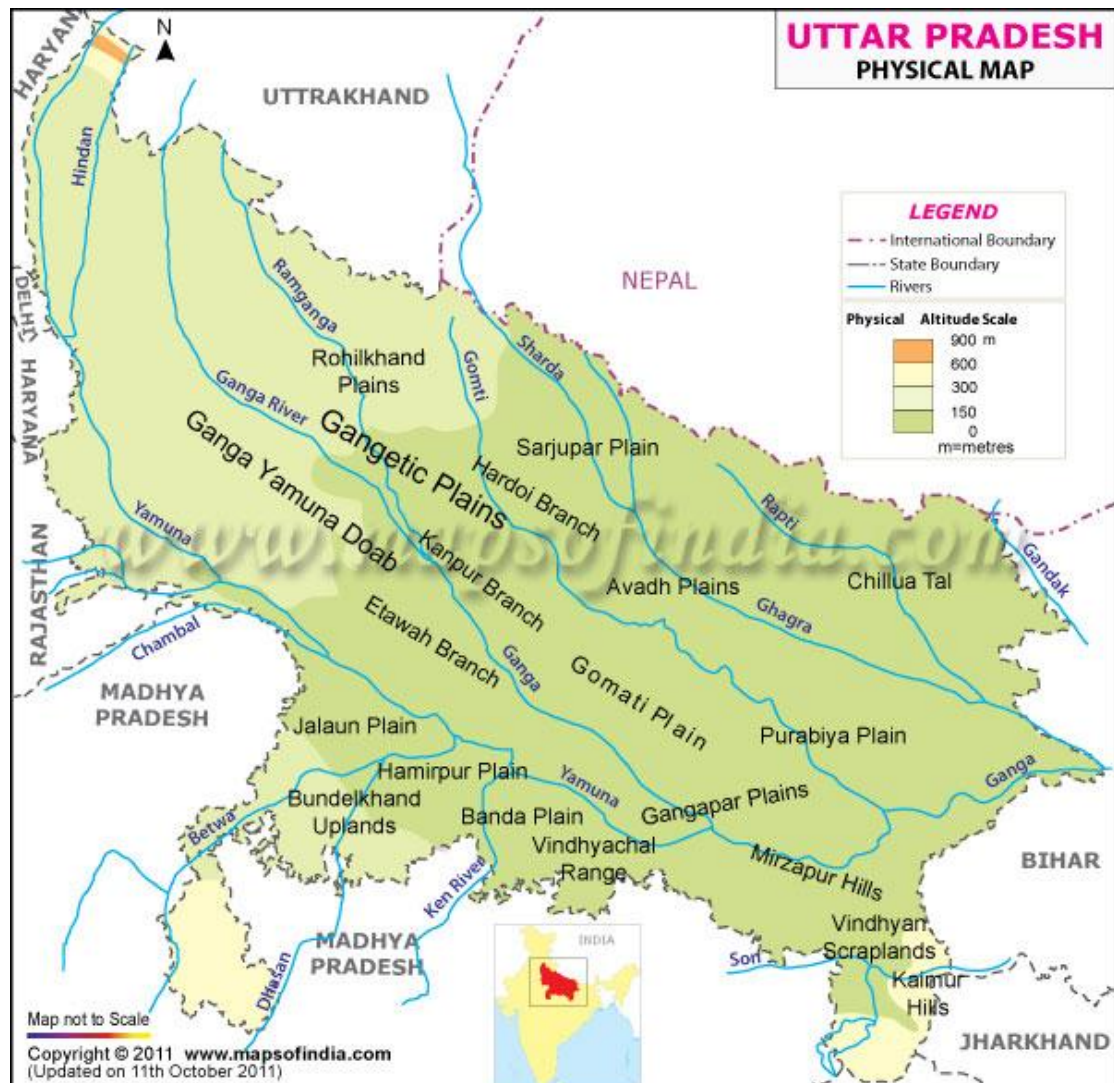 UTTAR PRADESH
PHYSICAL MAP
N
HARYANA
UTTRAKHAND
Hindan
LEGEND
International Boundary
State Boundary
Rivers
NEPAL
DELHI
Physical Altitude Scale
900 m
600
300
150
0
m=metres
Ramganga
Rohilkhand
Plains
Gomti
Sharda
HARYANA
Ganga River
Gangetic Plains
Ganga Yamuna Doab
Sarjupar Plain
Hardoi Branch
Rapti
Yamuna
www.mapsofindia.com
Kanpur Branch
Avadh Plains
Chillua Tal
Gandak
RAJASTHAN
Etawah Branch
Ghagra
Chambal
Ganga
Gomati Plain
MADHYA
PRADESH
Jalaun Plain
Purabiya Plain
Hamirpur Plain
Yamuna
Ganga
Bundelkhand
Uplands
Gangapar Plains
Betwa
Banda Plain
Vindhyachal
Range
Mirzapur Hills
BIHAR
Ken River
Vindhyan
Scraplands
MADHYA
PRADESH
Dhasan
INDIA
Son
Kaimur
Hills
JHARKHAND
Map not to Scale
Copyright © 2011 www.mapsofindia.com
(Updated on 11th October 2011)